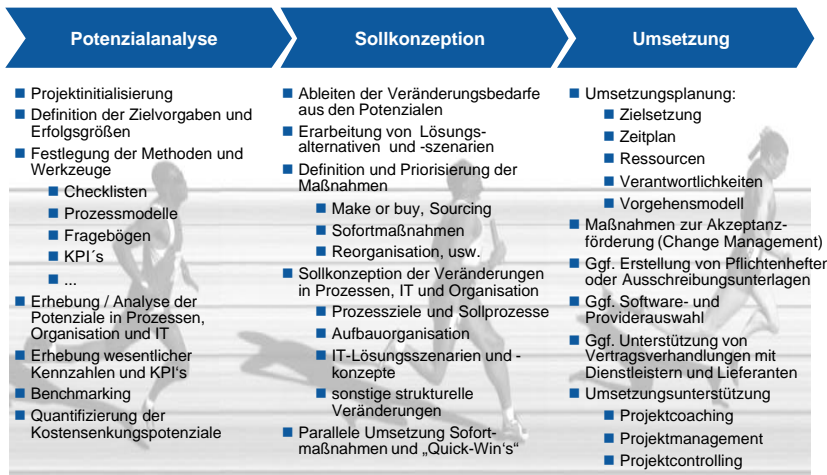 Potenzialanalyse
Projektinitialisierung
Definition der Zielvorgaben und
Erfolgsgrößen
Festlegung der Methoden und
Werkzeuge
Checklisten
Prozessmodelle
Fragebögen
KPI´s
...
Erhebung / Analyse der
Potenziale in Prozessen,
Organisation und IT
Erhebung wesentlicher
Kennzahlen und KPI‘s
Benchmarking
Quantifizierung der
Kostensenkungspotenziale
Sollkonzeption
Ableiten der Veränderungsbedarfe
aus den Potenzialen
Erarbeitung von Lösungs-
alternativen und -szenarien
Definition und Priorisierung der
Maßnahmen
Make or buy, Sourcing
Sofortmaßnahmen
Reorganisation, usw.
Sollkonzeption der Veränderungen
in Prozessen, IT und Organisation
Prozessziele und Sollprozesse
Aufbauorganisation
IT-Lösungsszenarien und -
konzepte
sonstige strukturelle
Veränderungen
Parallele Umsetzung Sofort-
maßnahmen und „Quick-Win‘s“
Umsetzung
Umsetzungsplanung:
Zielsetzung
Zeitplan
Ressourcen
Verantwortlichkeiten
Vorgehensmodell
Maßnahmen zur Akzeptanz-
förderung (Change Management)
Ggf. Erstellung von Pflichtenheften
oder Ausschreibungsunterlagen
Ggf. Software- und
Providerauswahl
Ggf. Unterstützung von
Vertragsverhandlungen mit
Dienstleistern und Lieferanten
Umsetzungsunterstützung
Projektcoaching
Projektmanagement
Projektcontrolling